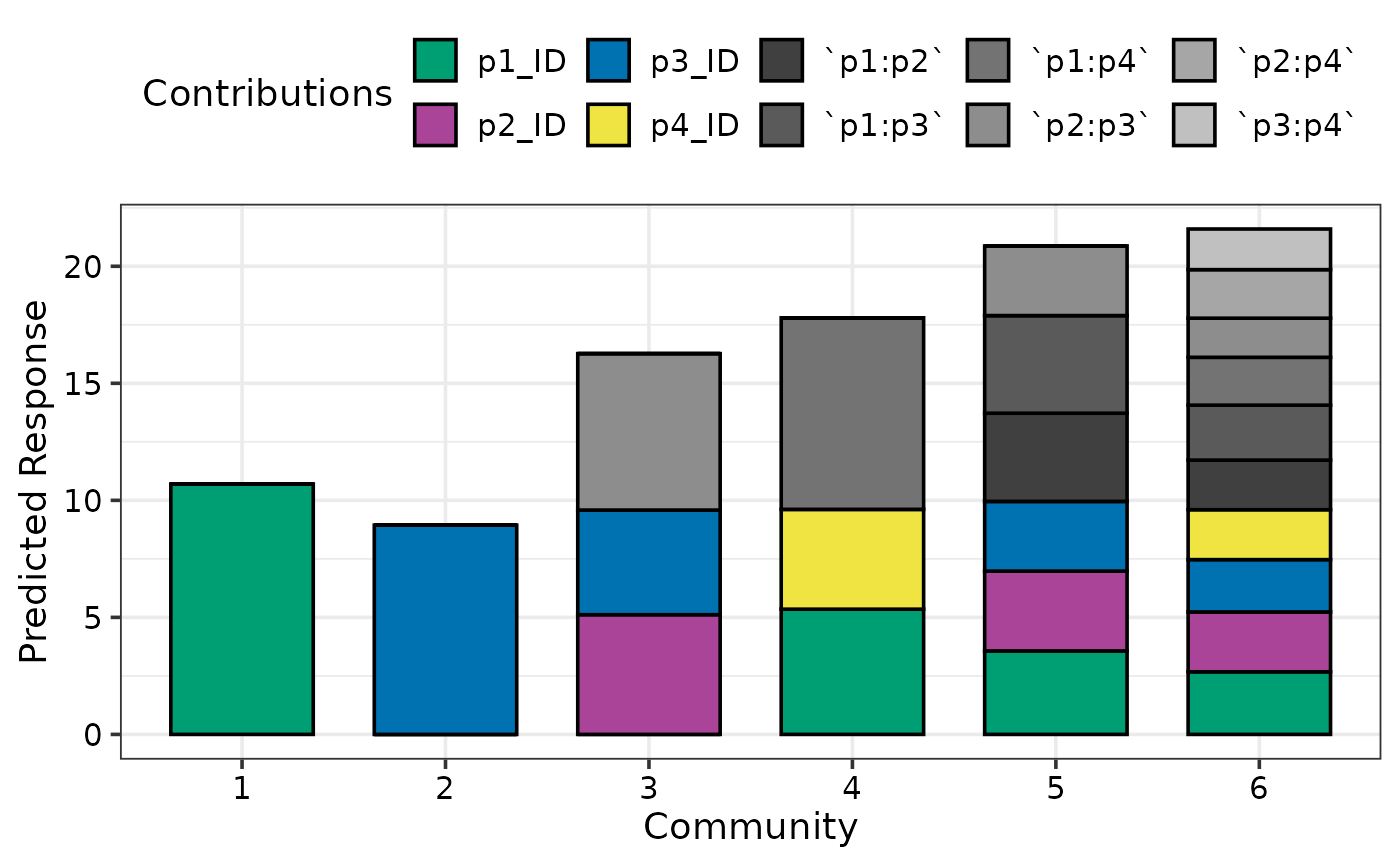 Contributions
p1_ID p3_ID `p1:p2` `p1:p4` `p2:p4`
p2_ID p4_ID `p1:p3` `p2:p3` `p3:p4`
Predicted Response
20
15
10
5
0
1 2 3 4 5 6
Community